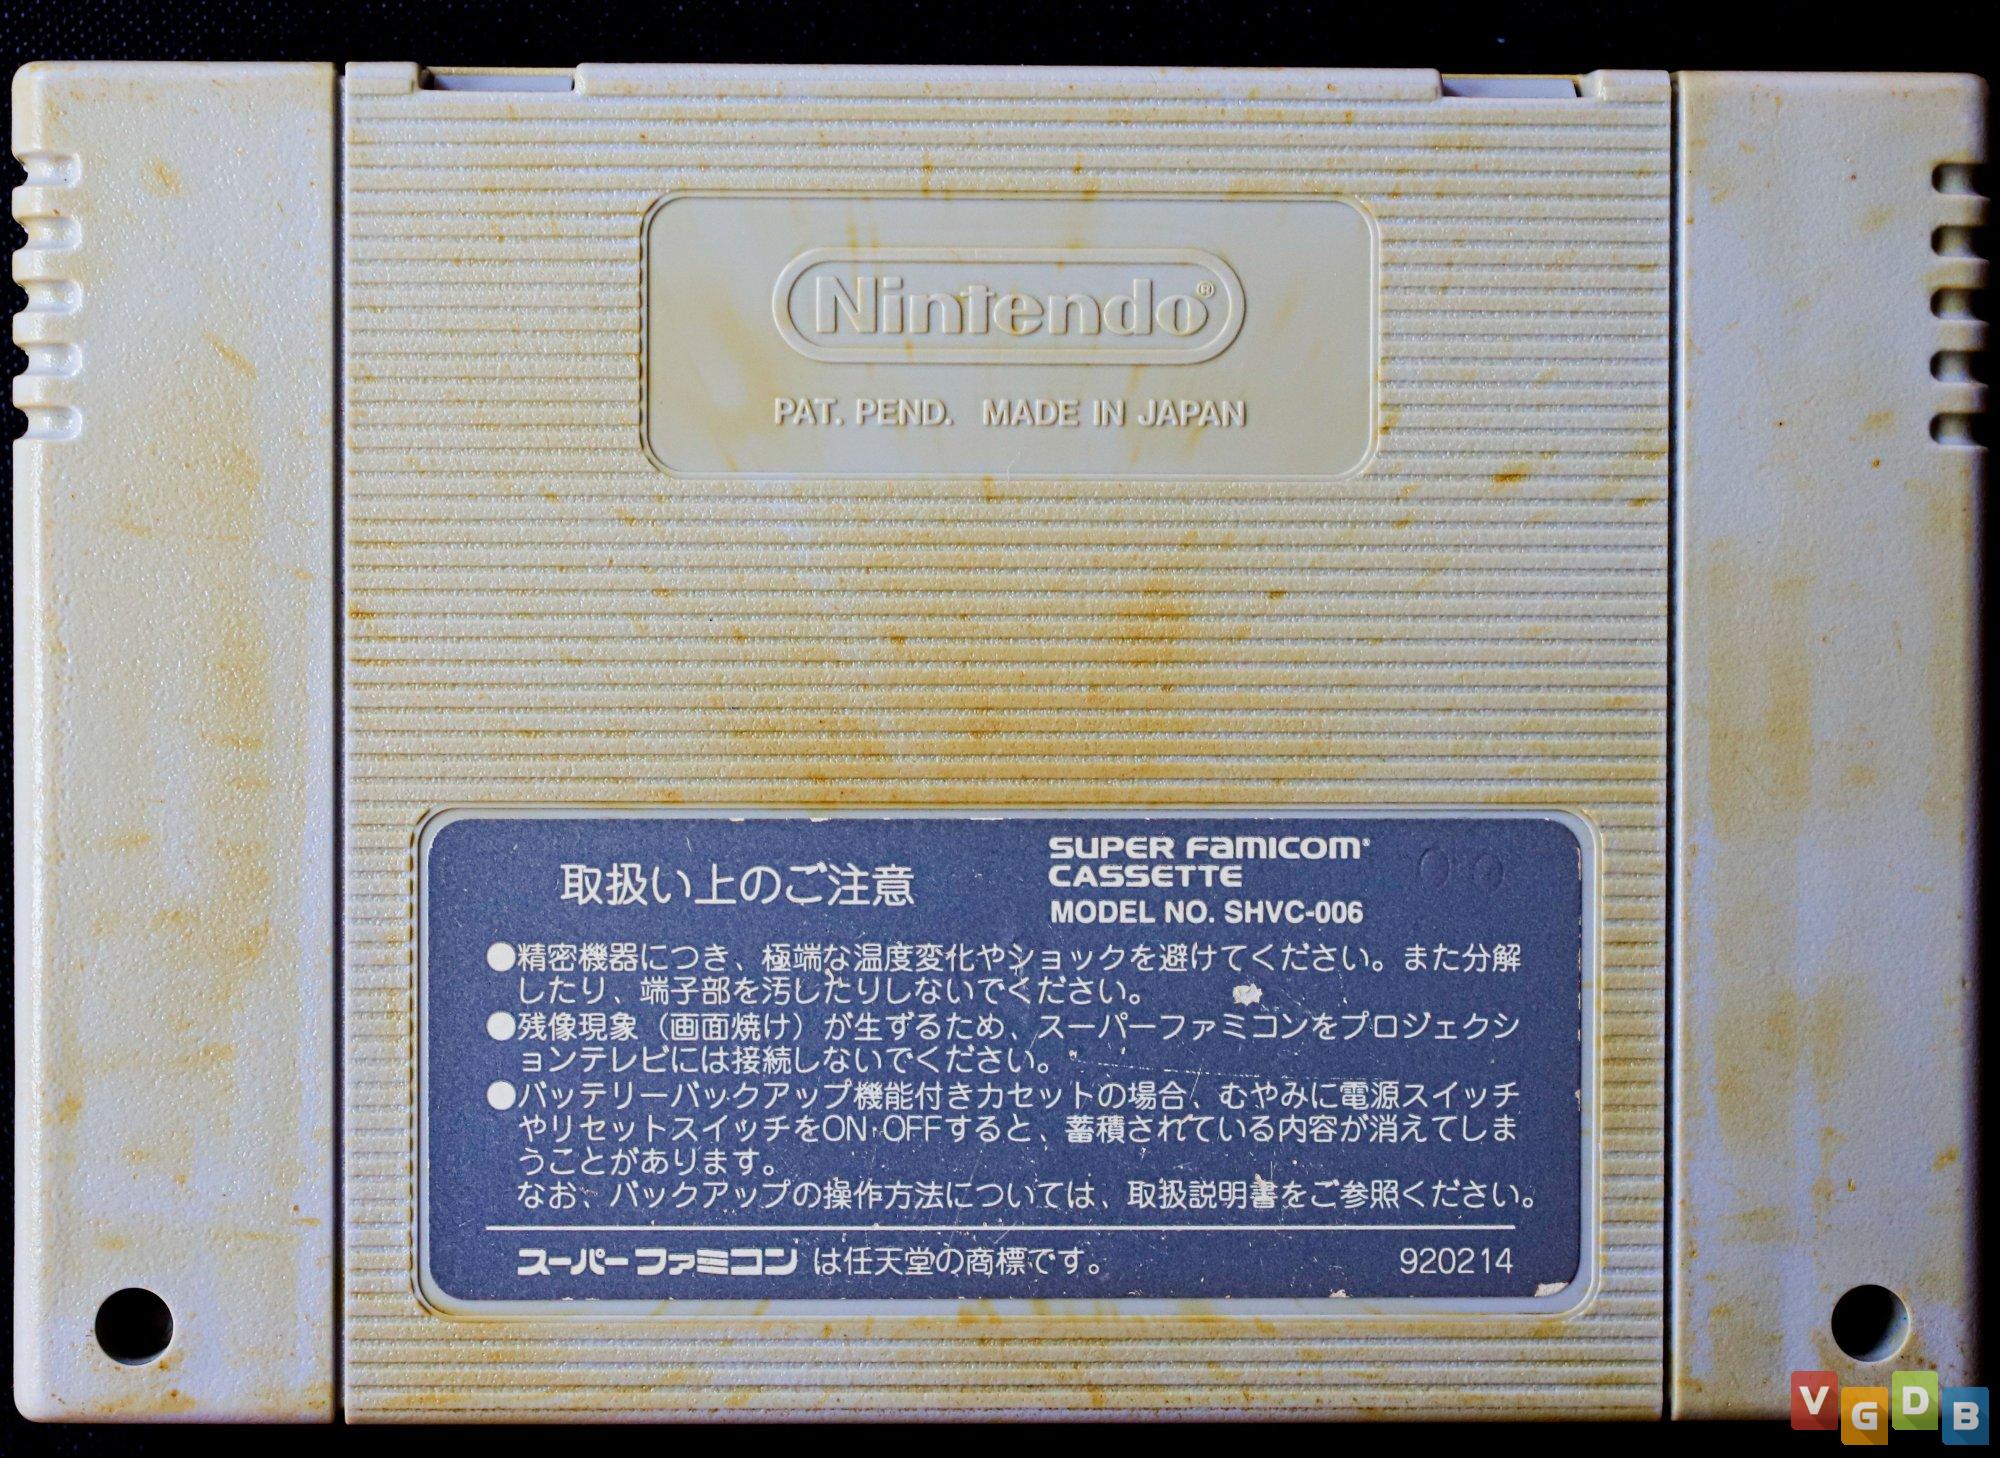 Nintendo®
PAT. PEND. MADE IN JAPAN
取扱い上のご注意
SUPER FAMICOM®
CASSETTE
MODEL NO. SHVC-006
●精密機器につき、極端な温度変化やショックを避けてください。また分解
したり、端子部を汚したりしないでください。
●残像現象（画面焼け）が生ずるため、スーパーファミコンをプロジェクシ
ョンテレビには接続しないでください。
●バッテリーバックアップ機能付きカセットの場合、むやみに電源スイッチ
やリセットスイッチをON・OFFすると、蓄積されている内容が消えてしま
うことがあります。
なお、バックアップの操作方法については、取扱説明書をご参照ください。
スーパーファミコンは任天堂の商標です。
920214
VGDB